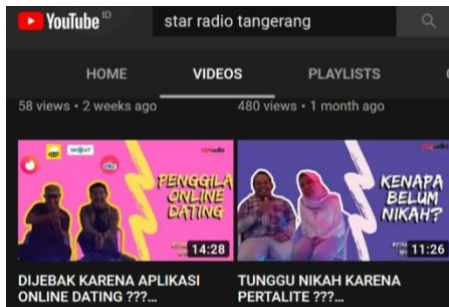 YouTube ID
star radio tangerang
HOME VIDEOS PLAYLISTS
58 views • 2 weeks ago
480 views • 1 month ago
PENGGILA
ONLINE
DATING
14:28
KENAPA
BELUM
NIKAH?
11:26
DIJEBAK KARENA APLIKASI
ONLINE DATING ???...
TUNGGU NIKAH KARENA
PERTALITE ???...